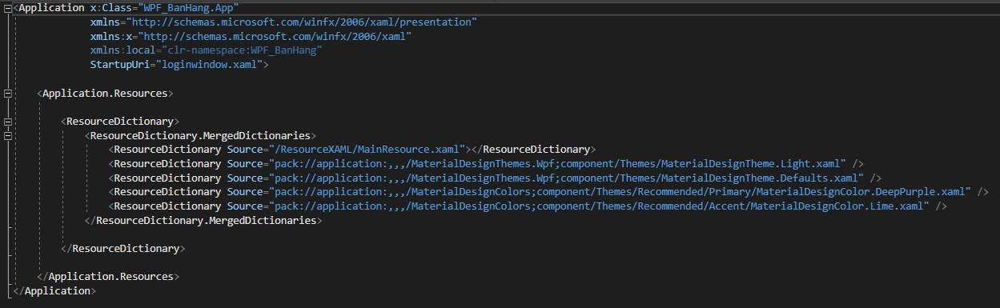 <Application x:Class="WPF_BanHang.App"
xmlns="http://schemas.microsoft.com/winfx/2006/xaml/presentation"
xmlns:x="http://schemas.microsoft.com/winfx/2006/xaml"
xmlns:local="clr-namespace:WPF_BanHang"
StartupUri="loginwindow.xaml">
<Application.Resources>
<ResourceDictionary>
<ResourceDictionary.MergedDictionaries>
<ResourceDictionary Source="/ResourceXAML/MainResource.xaml"></ResourceDictionary>
<ResourceDictionary Source="pack://application:,,,/MaterialDesignThemes.Wpf;component/Themes/MaterialDesignTheme.Light.xaml" />
<ResourceDictionary Source="pack://application:,,,/MaterialDesignThemes.Wpf;component/Themes/MaterialDesignTheme.Defaults.xaml" />
<ResourceDictionary Source="pack://application:,,,/MaterialDesignColors;component/Themes/Recommended/Primary/MaterialDesignColor.DeepPurple.xaml" />
<ResourceDictionary Source="pack://application:,,,/MaterialDesignColors;component/Themes/Recommended/Accent/MaterialDesignColor.Lime.xaml" />
</ResourceDictionary.MergedDictionaries>
</ResourceDictionary>
</Application.Resources>
</Application>